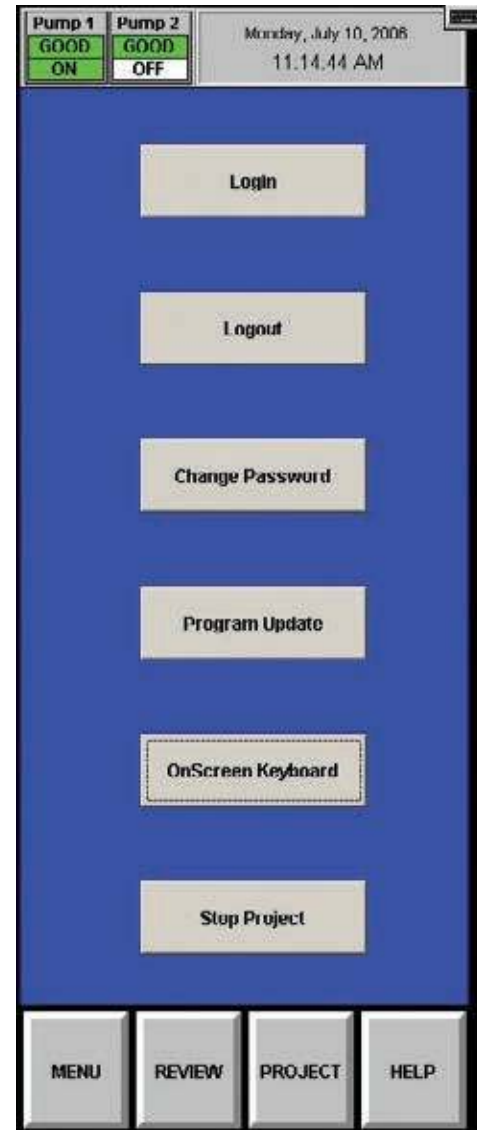 Pump 1 Pump 2
GOOD GOOD
ON OFF
Monday, July 10, 2006
11.14.44 AM
Login
Logout
Change Password
Program Update
OnScreen Keyboard
Stop Project
MENU REVIEW PROJECT HELP